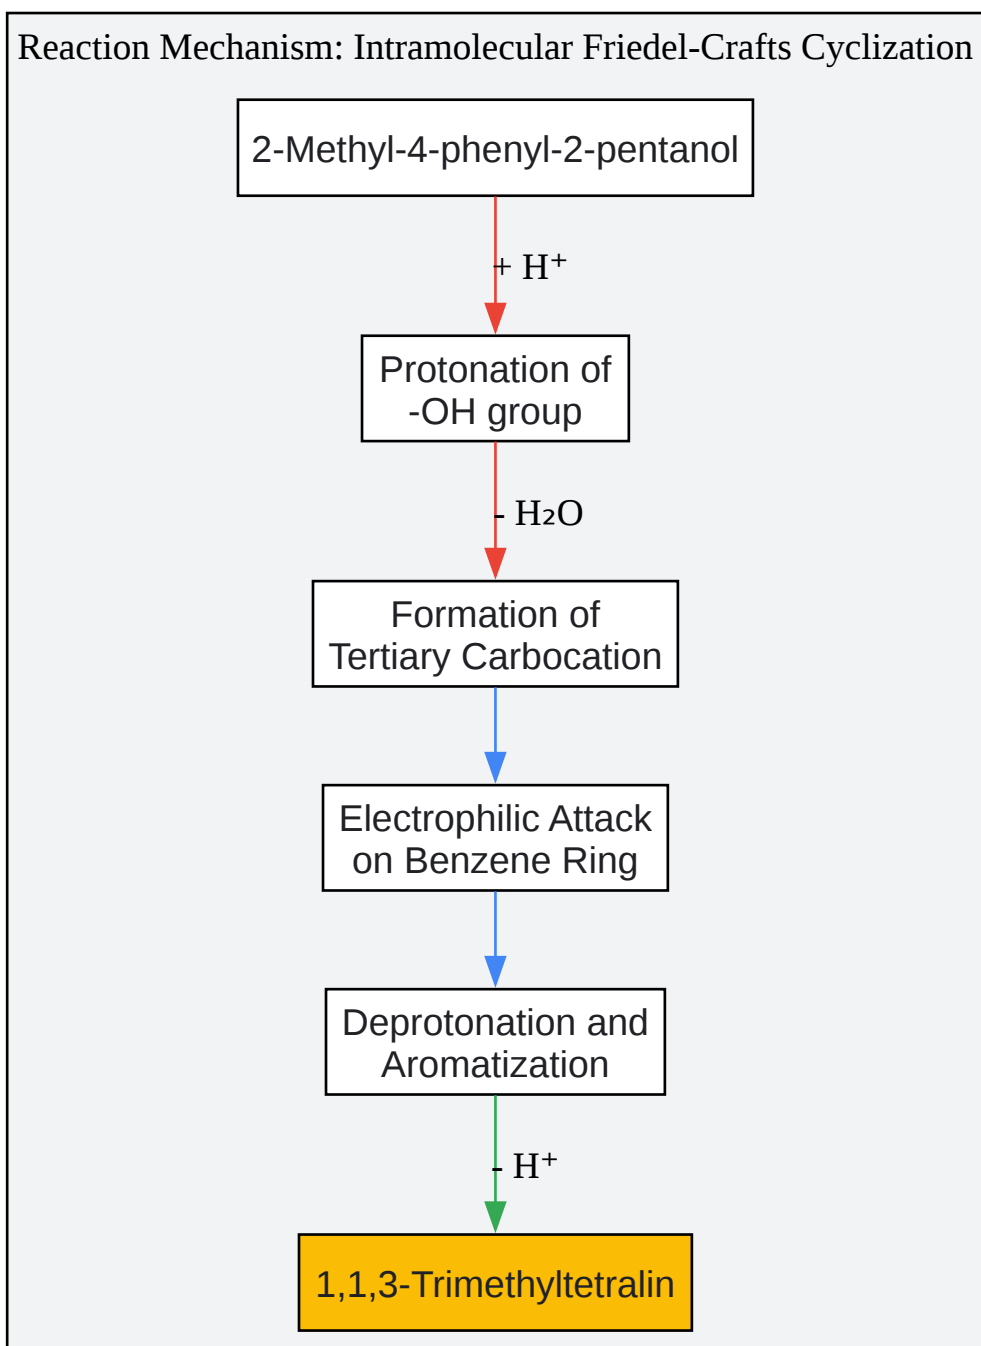 Reaction Mechanism: Intramolecular Friedel-Crafts Cyclization
2-Methyl-4-phenyl-2-pentanol
+ H⁺
Protonation of
-OH group
- H₂O
Formation of
Tertiary Carbocation
Electrophilic Attack
on Benzene Ring
Deprotonation and
Aromatization
- H⁺
1,1,3-Trimethyltetralin